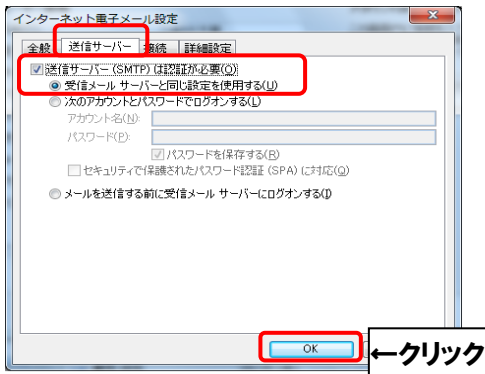 インターネット電子メール設定
全般 送信サーバー 接続 詳細設定
送信サーバー (SMTP) は認証が必要(O)
受信メール サーバーと同じ設定を使用する(U)
次のアカウントとパスワードでログオンする(L)
アカウント名(N):
パスワード(P):
パスワードを保存する(R)
セキュリティで保護されたパスワード認証 (SPA) に対応(Q)
メールを送信する前に受信メール サーバーにログオンする(I)
OK
←クリック